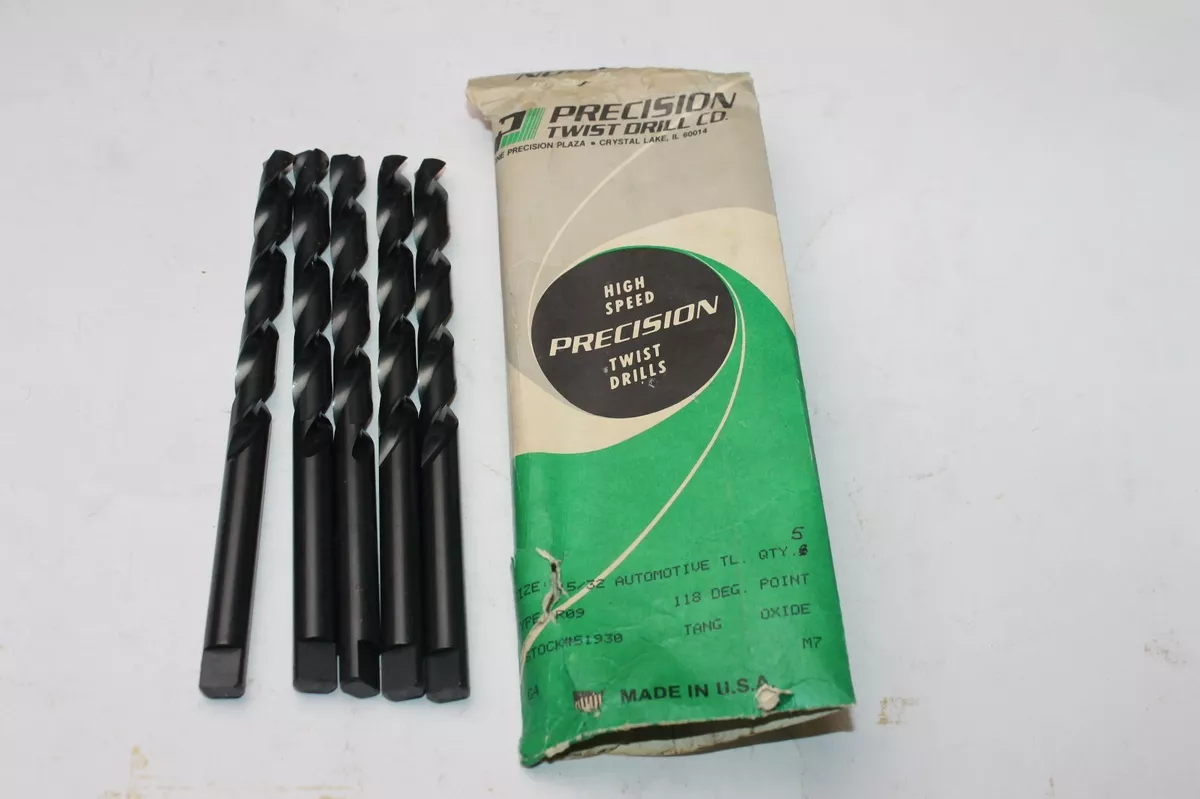 PRECISION
TWIST DRILL CO.
PRECISION PLAZA • CRYSTAL LAKE, IL 60014
HIGH
SPEED
PRECISION
TWIST
DRILLS
5
5/32 AUTOMOTIVE TL. QTY.
R09 118 DEG. POINT
STOCK#51930 TANG OXIDE
M7
MADE IN U.S.A.